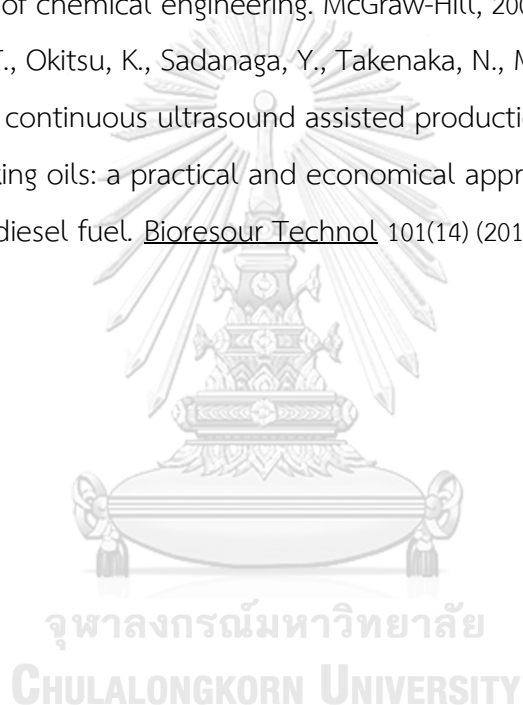 of chemical engineering. McGraw-Hill, 200
T., Okitsu, K., Sadanaga, Y., Takenaka, N., M
continuous ultrasound assisted producti
king oils: a practical and economical appr
diesel fuel. Bioresour Technol 101(14) (201
จุฬาลงกรณ์มหาวิทยาลัย
CHULALONGKORN UNIVERSITY